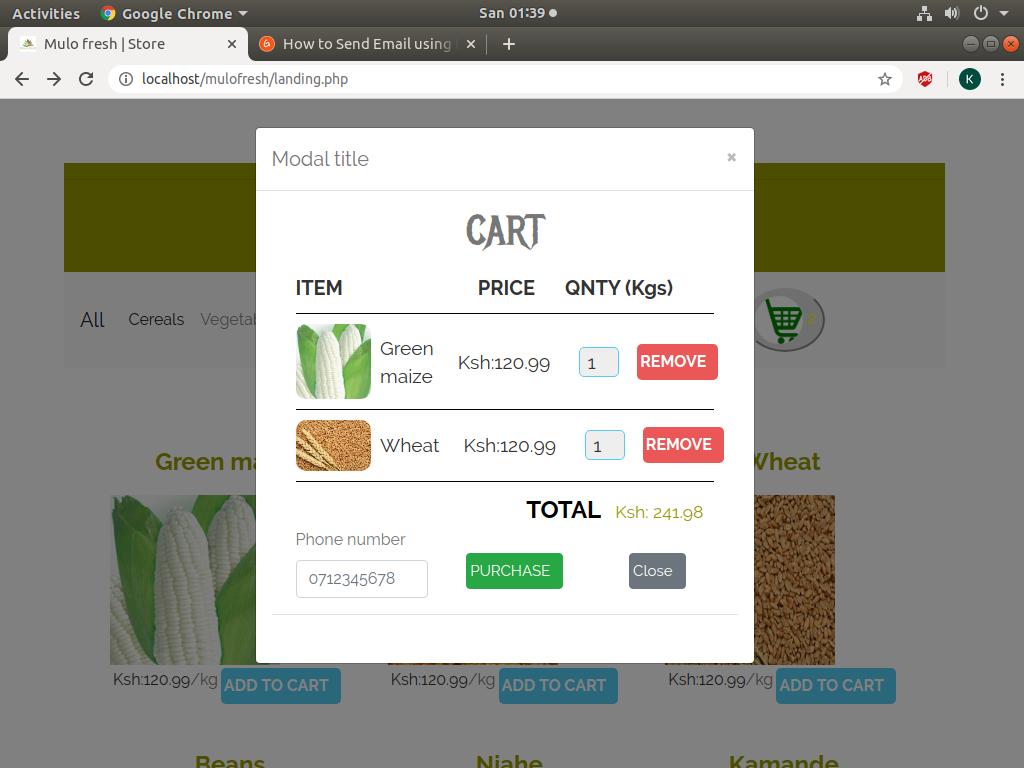 Activities Google Chrome San 01:39
Mulo fresh | Store How to Send Email using
localhost/mulofresh/landing.php K
Modal title
CART
ITEM PRICE QNTY (Kgs)
All Cereals
Green maize Ksh:120.99 1 REMOVE
Wheat Ksh:120.99 1 REMOVE
Green Wheat
TOTAL Ksh: 241.98
Phone number
0712345678 PURCHASE Close
Ksh:120.99/kg ADD TO CART Ksh:120.99/kg ADD TO CART Ksh:120.99/kg ADD TO CART
Beans Njahe Kamande